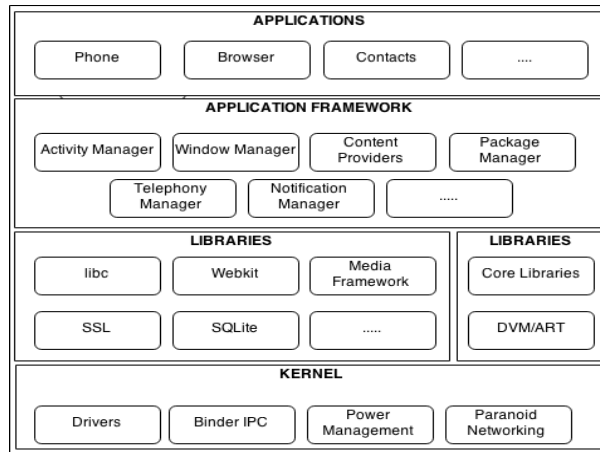 APPLICATIONS
Phone
Browser
Contacts
....
APPLICATION FRAMEWORK
Activity Manager
Window Manager
Content
Providers
Package
Manager
Telephony
Manager
Notification
Manager
.....
LIBRARIES
libc
Webkit
Media
Framework
SSL
SQLite
.....
LIBRARIES
Core Libraries
DVM/ART
KERNEL
Drivers
Binder IPC
Power
Management
Paranoid
Networking